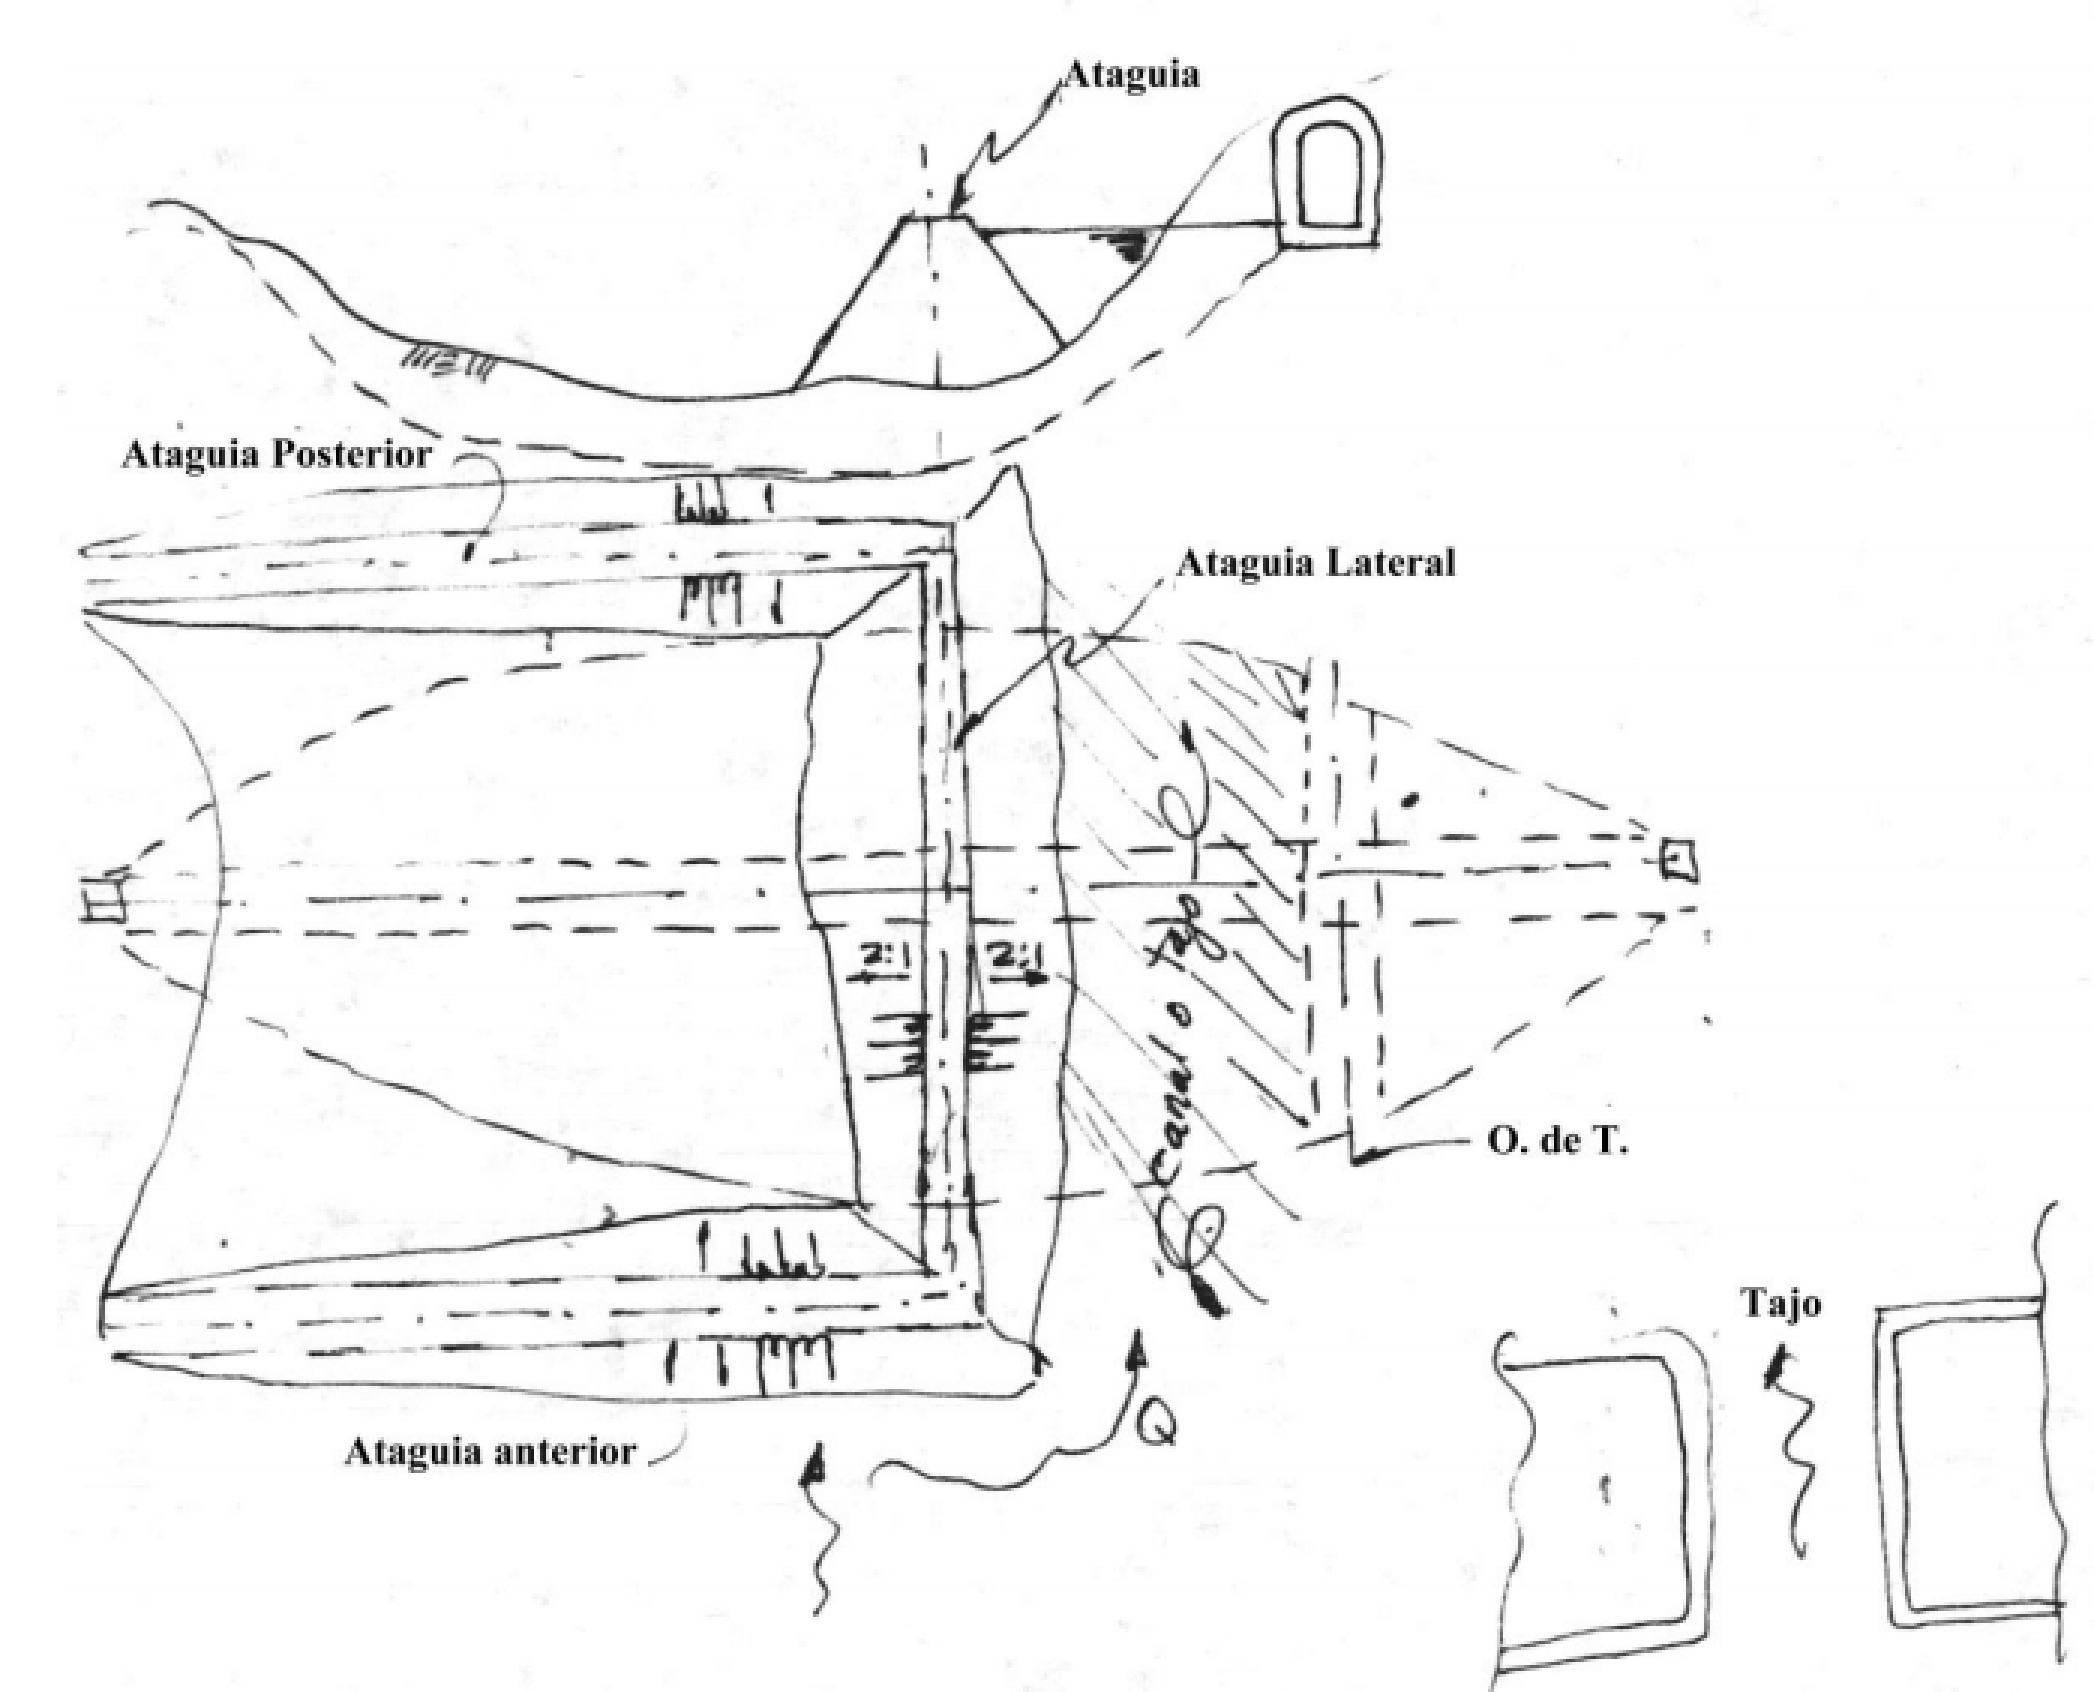 Ataguia
Ataguia Posterior
Ataguia Lateral
2:1
2:1
Canal o Tajo
O. de T.
Tajo
Ataguia anterior
Q